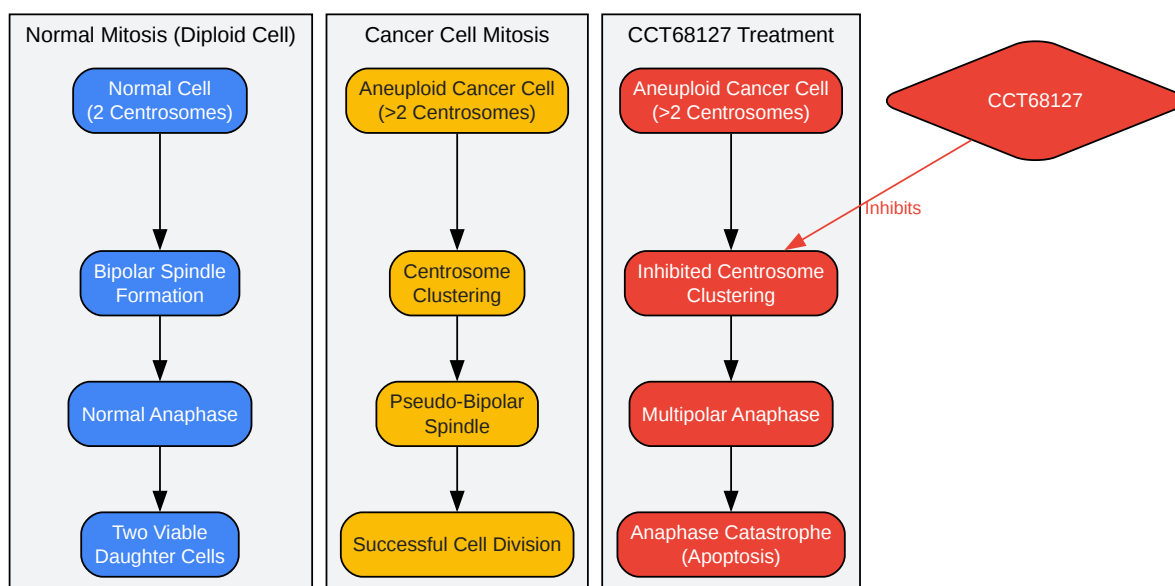 Normal Mitosis (Diploid Cell)
Normal Cell
(2 Centrosomes)
Bipolar Spindle
Formation
Normal Anaphase
Two Viable
Daughter Cells
Cancer Cell Mitosis
Aneuploid Cancer Cell
(>2 Centrosomes)
Centrosome
Clustering
Pseudo-Bipolar
Spindle
Successful Cell Division
CCT68127 Treatment
Aneuploid Cancer Cell
(>2 Centrosomes)
Inhibited Centrosome
Clustering
Multipolar Anaphase
Anaphase Catastrophe
(Apoptosis)
CCT68127
Inhibits